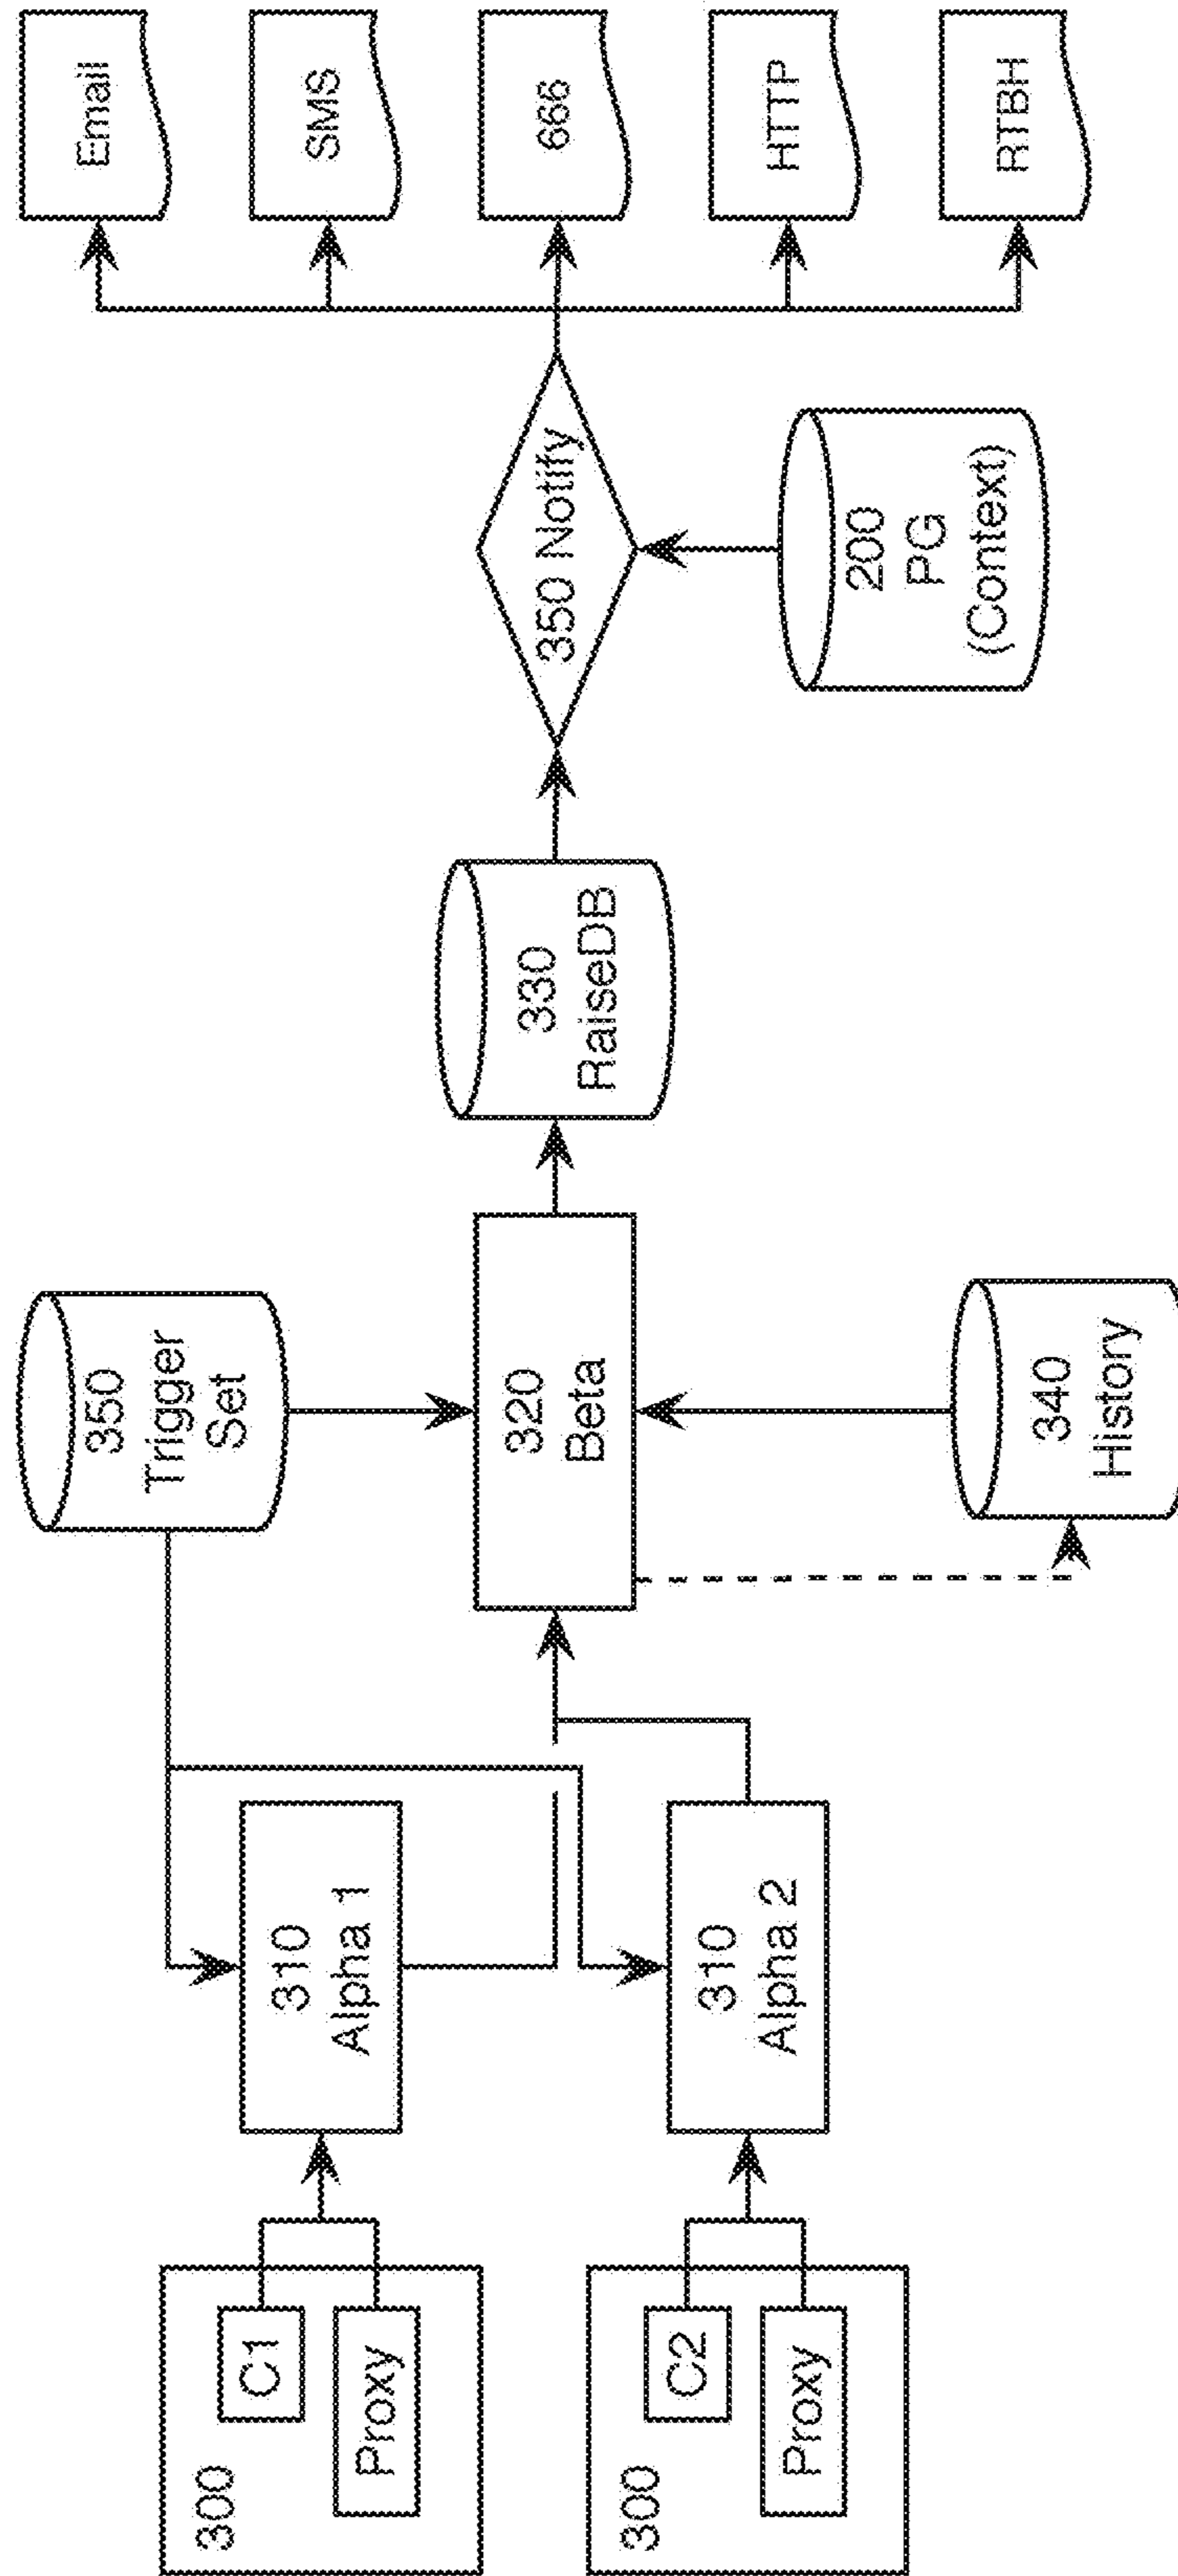 300
C1
Proxy
300
C2
Proxy
310
Alpha 1
310
Alpha 2
350
Trigger
Set
320
Beta
340
History
330
RaiseDB
350 Notify
200
PG
(Context)
Email
SMS
666
HTTP
RTBH